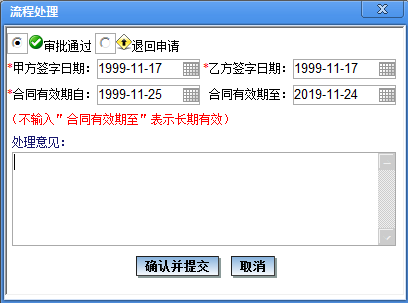 流程处理
审批通过 退回申请
*甲方签字日期： 1999-11-17 *乙方签字日期： 1999-11-17
*合同有效期自： 1999-11-25 合同有效期至： 2019-11-24
（不输入＂合同有效期至＂表示长期有效）
处理意见：
确认并提交 取消